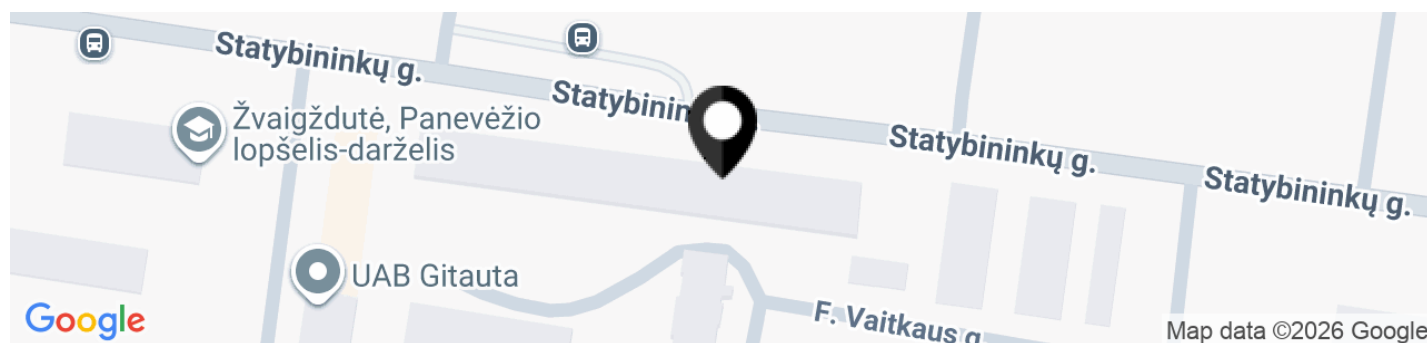 Statybininkų g.
Statybinin
Statybininkų g.
Statybininkų g.
Žvaigždutė, Panevėžio
lopšelis-darželis
UAB Gitauta
F. Vaitkaus g
Google
Map data ©2026 Google